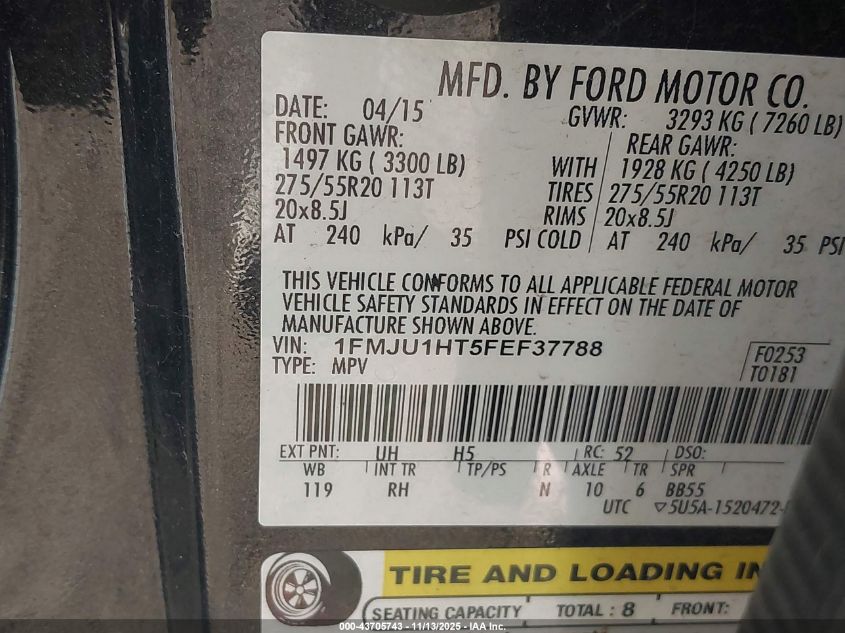 MFD. BY FORD MOTOR CO.
DATE: 04/15 GVWR: 3293 KG ( 7260 LB)
FRONT GAWR: REAR GAWR:
1497 KG ( 3300 LB) WITH 1928 KG ( 4250 LB)
275/55R20 113T TIRES 275/55R20 113T
20x8.5J RIMS 20x8.5J
AT 240 kPa/ 35 PSI COLD AT 240 kPa/ 35 PSI
THIS VEHICLE CONFORMS TO ALL APPLICABLE FEDERAL MOTOR
VEHICLE SAFETY STANDARDS IN EFFECT ON THE DATE OF
MANUFACTURE SHOWN ABOVE.
VIN: 1FMJU1HT5FEF37788
TYPE: MPV
F0253
T0181
EXT PNT: UH H5 RC: 52 DSO:
WB INT TR TP/PS R AXLE TR SPR
119 RH N 10 6 BB55
UTC ▽5U5A-1520472-
TIRE AND LOADING IN
SEATING CAPACITY TOTAL : 8 FRONT:
000-43705743 - 11/13/2025 - IAA Inc.